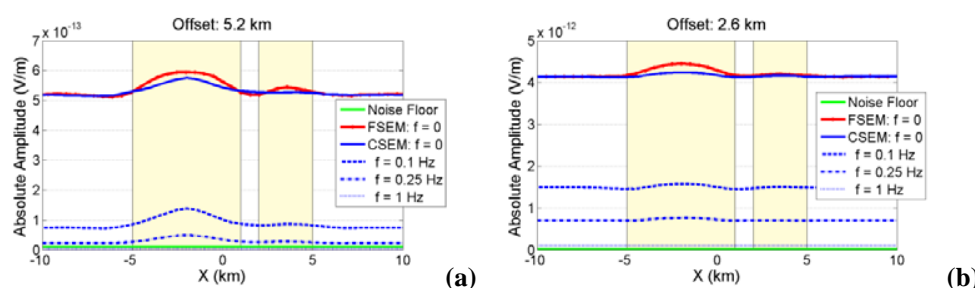 Offset: 5.2 km
x 10⁻¹³
Absolute Amplitude (V/m)
7
6
5
4
3
2
1
0
-10
-5
0
5
10
X (km)
Noise Floor
FSEM: f = 0
CSEM: f = 0
f = 0.1 Hz
f = 0.25 Hz
f = 1 Hz
(a)
Offset: 2.6 km
x 10⁻¹²
Absolute Amplitude (V/m)
5
4
3
2
1
0
-10
-5
0
5
10
X (km)
Noise Floor
FSEM: f = 0
CSEM: f = 0
f = 0.1 Hz
f = 0.25 Hz
f = 1 Hz
(b)